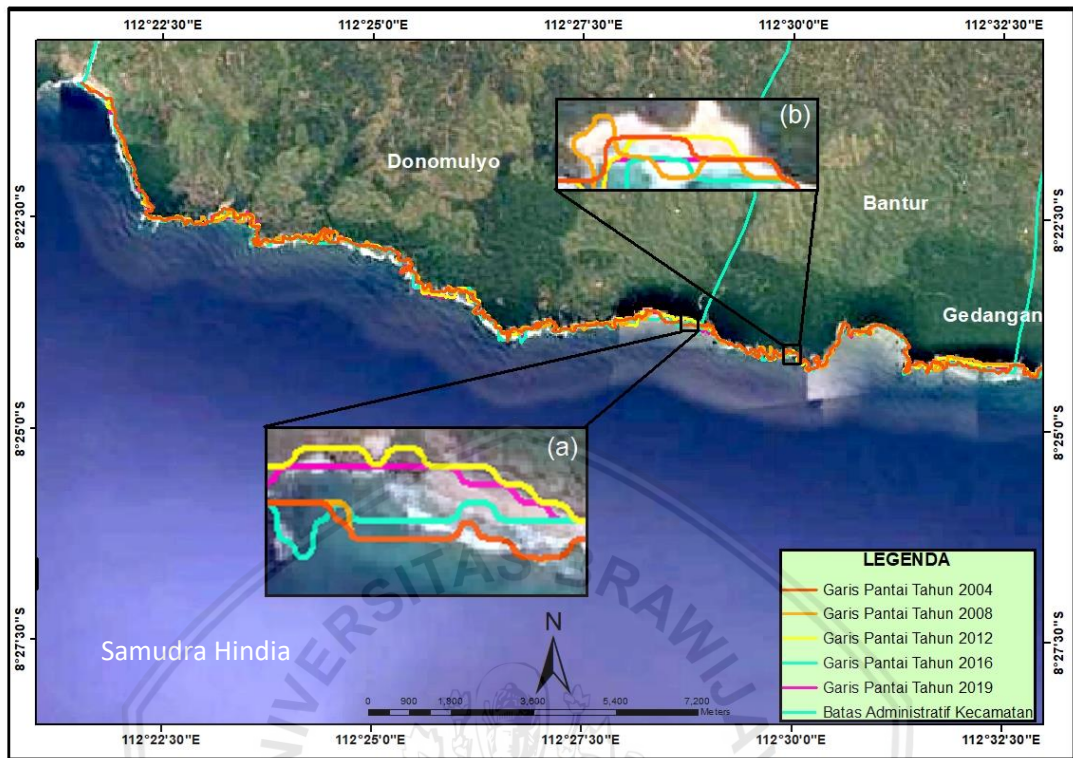 112°22'30"E 112°25'0"E 112°27'30"E 112°30'0"E 112°32'30"E
(b)
Donomulyo
Bantur
8°22'30"S 8°22'30"S
Gedangan
8°25'0"S 8°25'0"S
(a)
LEGENDA
Garis Pantai Tahun 2004
Garis Pantai Tahun 2008
Garis Pantai Tahun 2012
Garis Pantai Tahun 2016
Garis Pantai Tahun 2019
Batas Administratif Kecamatan
UNIVERSITAS BRAWIJ
N
8°27'30"S 8°27'30"S
Samudra Hindia
0 900 1,800 3,600 5,400 7,200
Meters
112°22'30"E 112°25'0"E 112°27'30"E 112°30'0"E 112°32'30"E